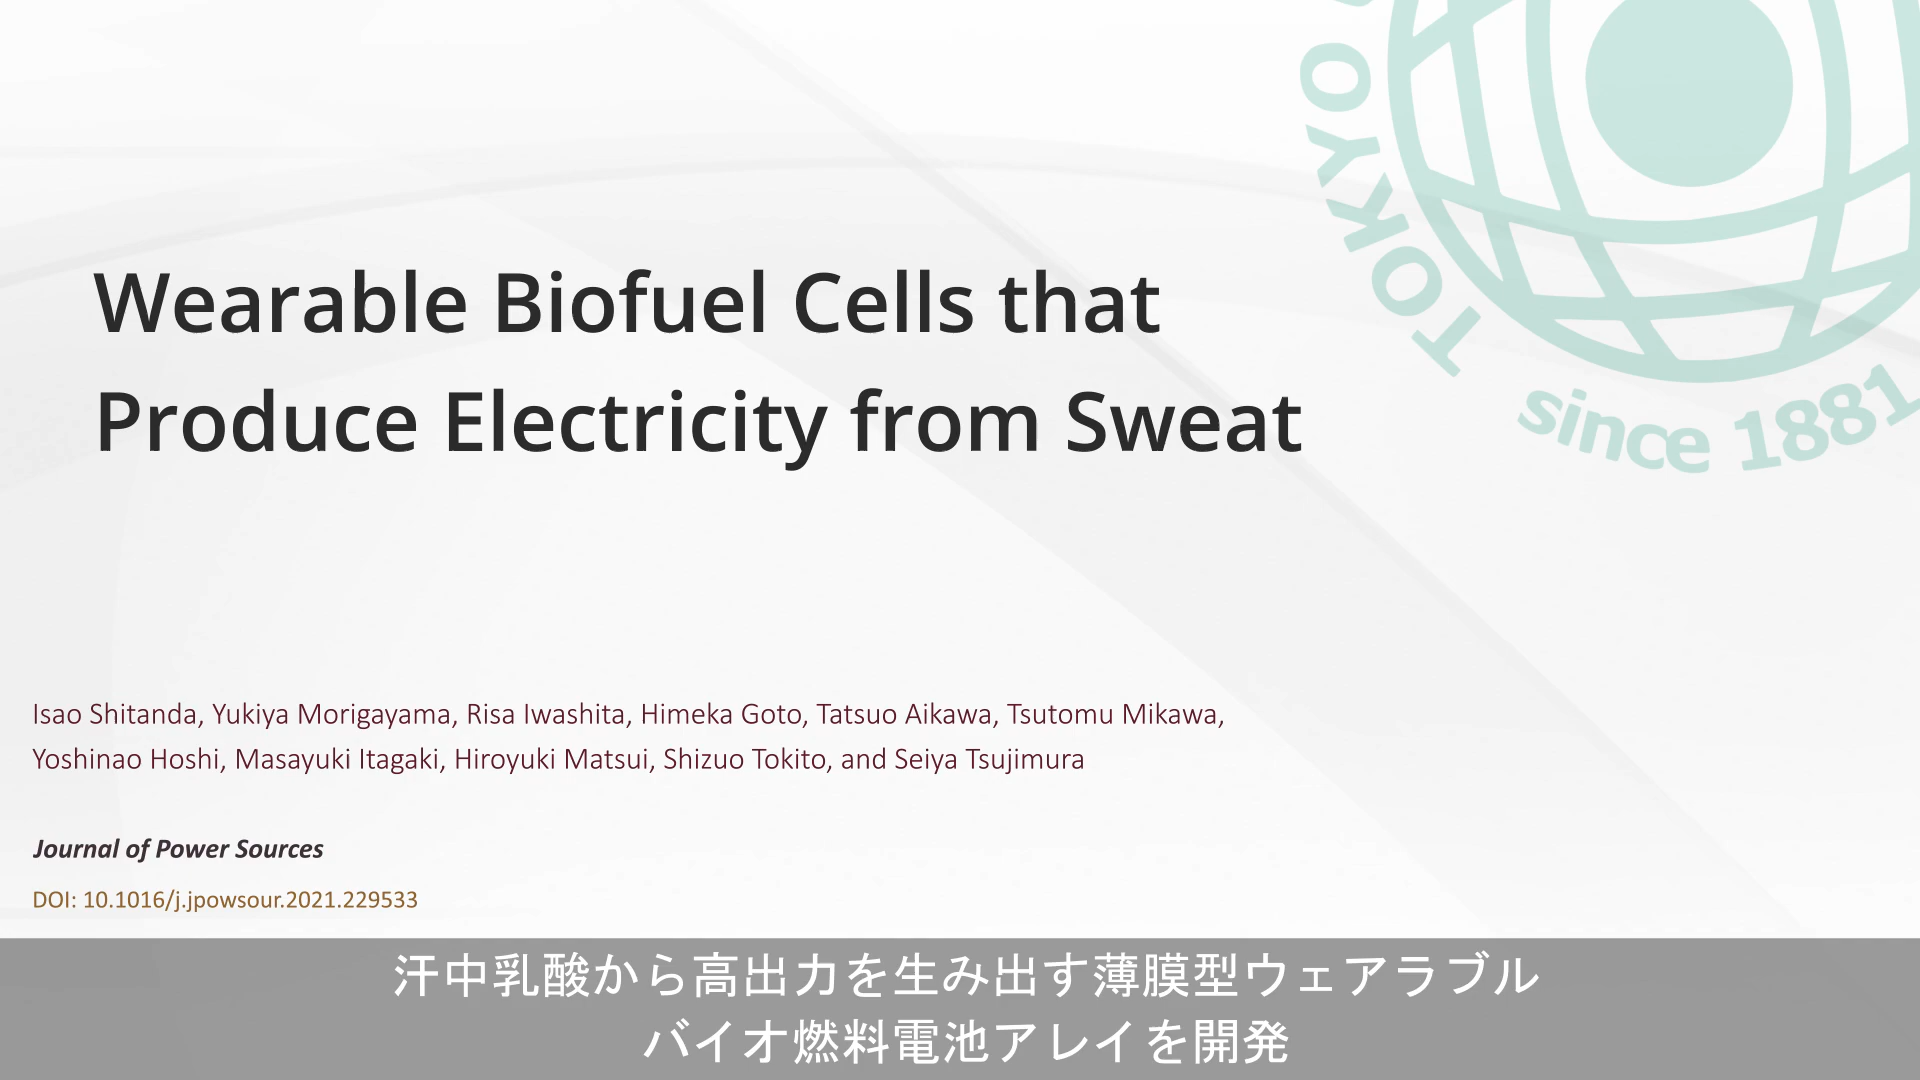 Wearable Biofuel Cells that
Produce Electricity from Sweat
TOKYO
since 1881
Isao Shitanda, Yukiya Morigayama, Risa Iwashita, Himeka Goto, Tatsuo Aikawa, Tsutomu Mikawa,
Yoshinao Hoshi, Masayuki Itagaki, Hiroyuki Matsui, Shizuo Tokito, and Seiya Tsujimura
Journal of Power Sources
DOI: 10.1016/j.jpowsour.2021.229533
汗中乳酸から高出力を生み出す薄膜型ウェアラブル
バイオ燃料電池アレイを開発